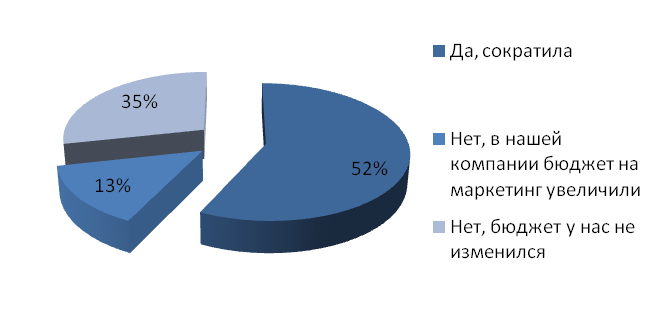 35%
13%
52%
Да, сократила
Нет, в нашей
компании бюджет на
маркетинг увеличили
Нет, бюджет у нас не
изменился